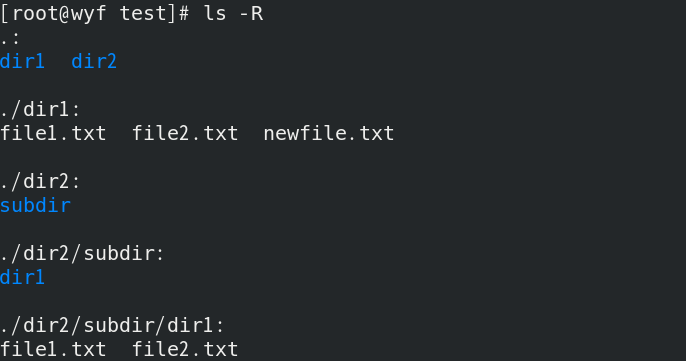 [root@wyf test]# ls -R
.:
dir1  dir2

./dir1:
file1.txt  file2.txt  newfile.txt

./dir2:
subdir

./dir2/subdir:
dir1

./dir2/subdir/dir1:
file1.txt  file2.txt